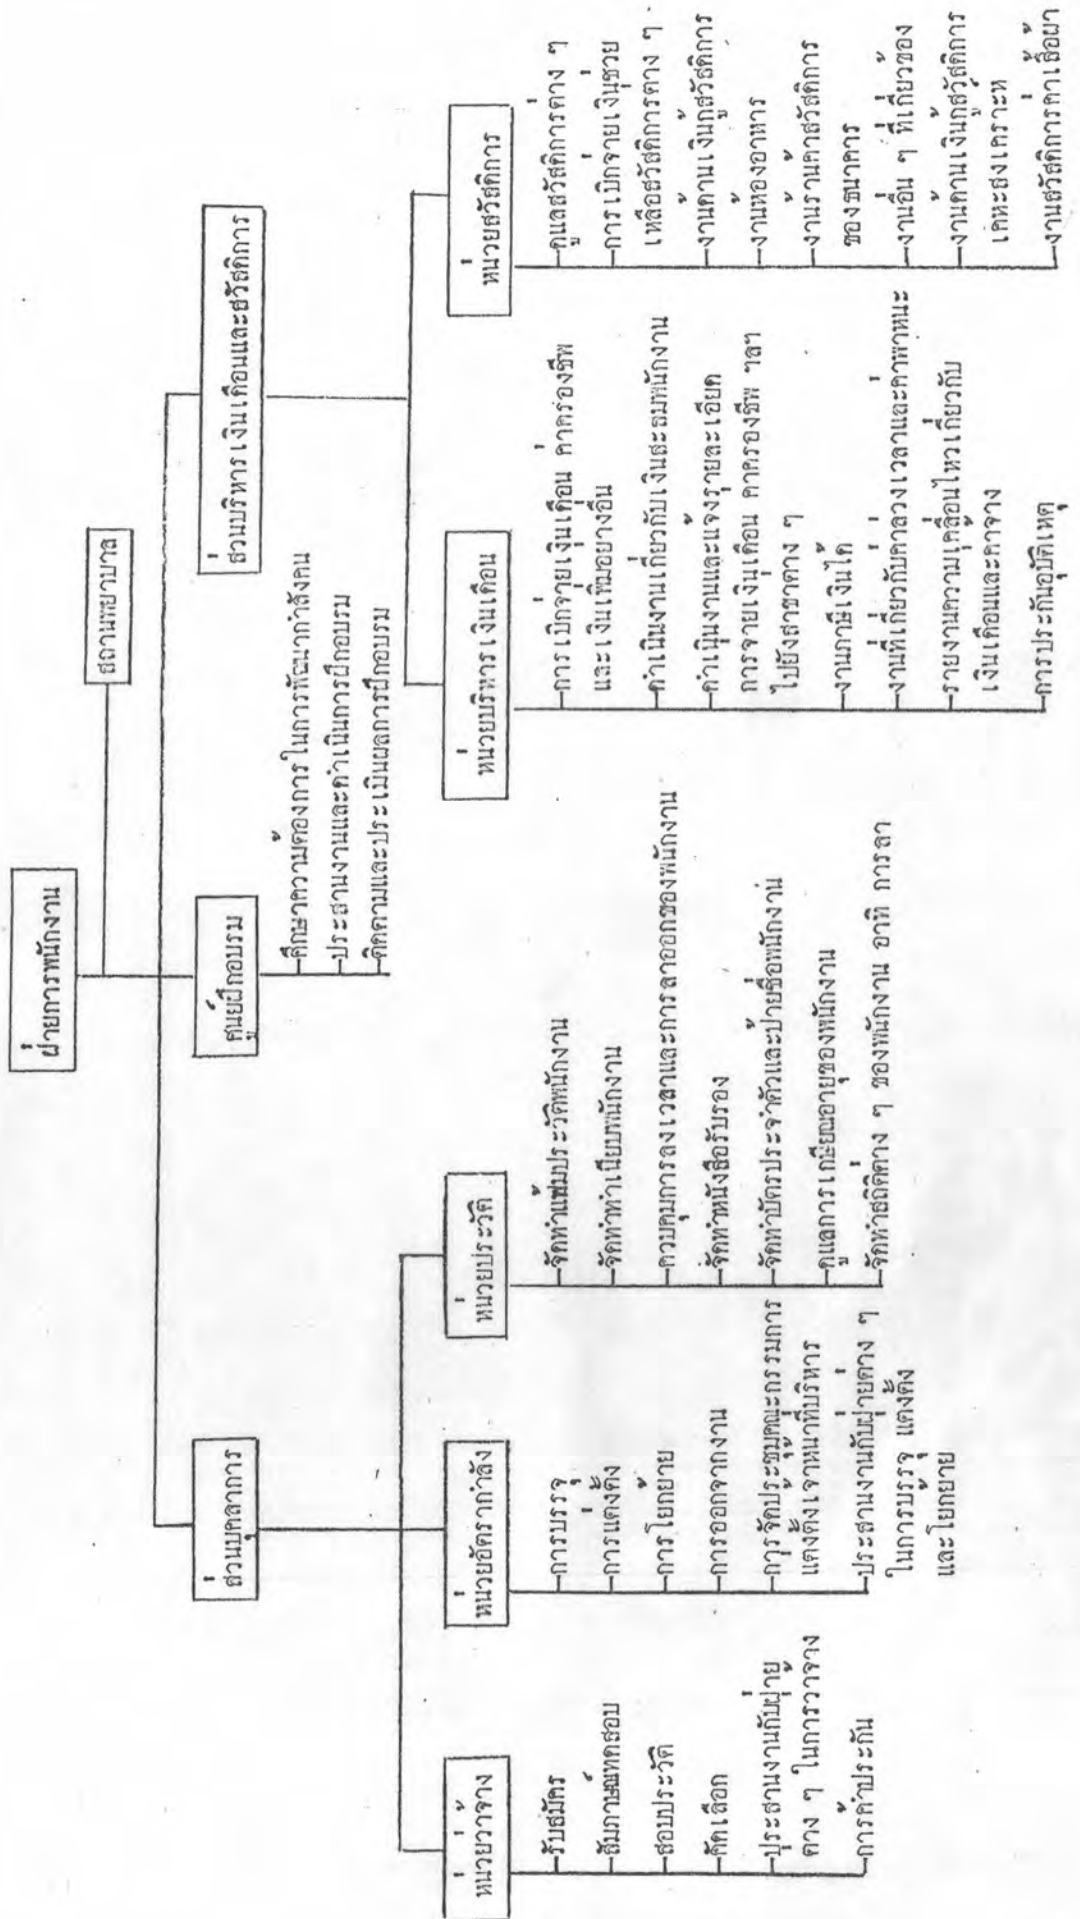 ฝ่ายการพนักงาน
สถานพยาบาล
ส่วนบุคลาการ
ศูนย์ฝึกอบรม
ศึกษาความต้องการในการพัฒนากำลังคน
ประสานงานและดำเนินการฝึกอบรม
ติดตามและประเมินผลการฝึกอบรม
ส่วนบริหารเงินเดือนและสวัสดิการ
หน่วยว่าจ้าง
รับสมัคร
สัมภาษณ์ทดสอบ
สอบประวัติ
คัดเลือก
ประสานงานกับฝ่าย
ต่าง ๆ ในการว่าจ้าง
การค้ำประกัน
หน่วยอัตรากำลัง
การบรรจุ
การแต่งตั้ง
การโยกย้าย
การออกจากงาน
การจัดประชุมคณะกรรมการ
แต่งตั้งเจ้าหน้าที่บริหาร
ประสานงานกับฝ่ายต่าง ๆ
ในการบรรจุ แต่งตั้ง
และโยกย้าย
หน่วยประวัติ
จัดทำแฟ้มประวัติพนักงาน
จัดทำทำเนียบพนักงาน
ควบคุมการลงเวลาและการลาออกของพนักงาน
จัดทำหนังสือรับรอง
จัดทำบัตรประจำตัวและป้ายชื่อพนักงาน
ดูแลการเกษียณอายุของพนักงาน
จัดทำสถิติต่าง ๆ ของพนักงาน อาทิ การลา
หน่วยบริหารเงินเดือน
การเบิกจ่ายเงินเดือน ค่าครองชีพ
และเงินเพิ่มอย่างอื่น
ดำเนินงานเกี่ยวกับเงินสะสมพนักงาน
ดำเนินงานและแจ้งรายละเอียด
การจ่ายเงินเดือน ค่าครองชีพ ฯลฯ
ไปยังสาขาต่าง ๆ
งานภาษีเงินได้
งานที่เกี่ยวกับค่าล่วงเวลาและค่าพาหนะ
รายงานความเคลื่อนไหวเกี่ยวกับ
เงินเดือนและค่าจ้าง
การประกันอุบัติเหตุ
หน่วยสวัสดิการ
ดูแลสวัสดิการต่าง ๆ
การเบิกจ่ายเงินช่วย
เหลือสวัสดิการต่าง ๆ
งานด้านเงินกู้สวัสดิการ
งานห้องอาหาร
งานร้านค้าสวัสดิการ
ของธนาคาร
งานอื่น ๆ ที่เกี่ยวข้อง
งานด้านเงินกู้สวัสดิการ
เคหะสงเคราะห์
งานสวัสดิการค่าเสื้อผ้า